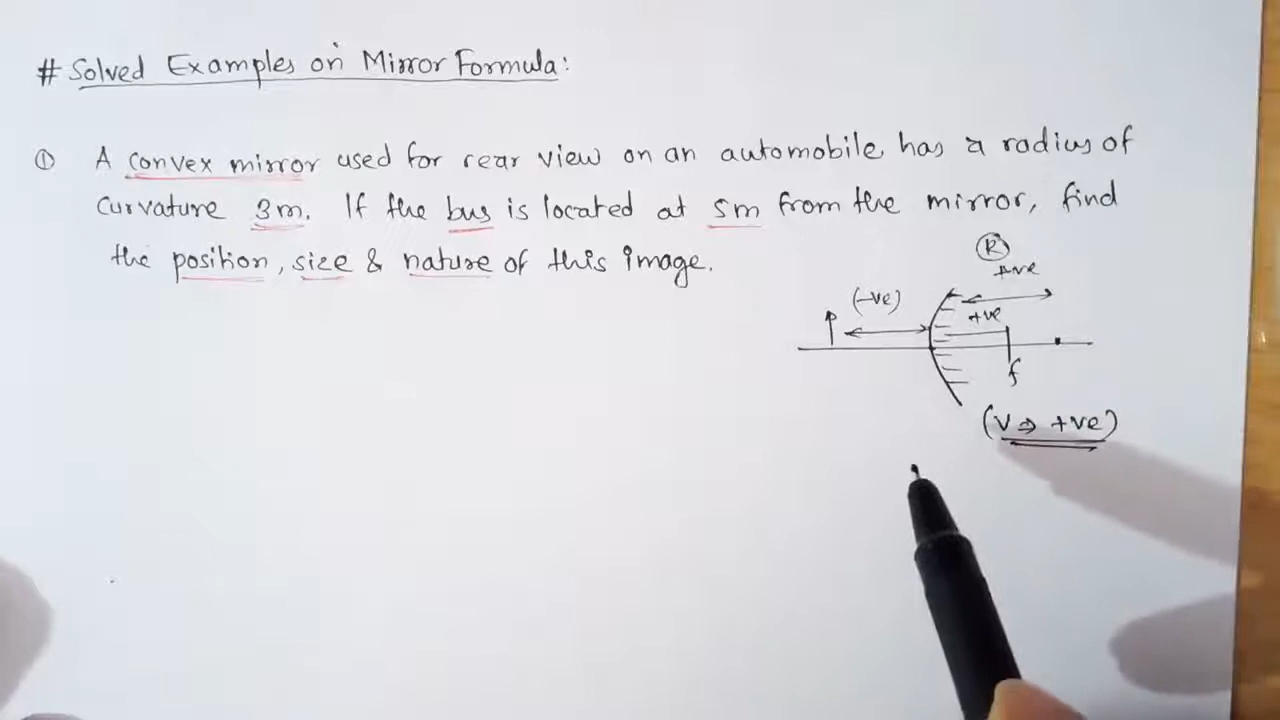 # Solved Examples on Mirror Formula:
① A convex mirror used for rear view on an automobile has a radius of
curvature 3m. If the bus is located at 5m from the mirror, find
the position, size & nature of this image.
R
+ve
(-ve)
+ve
f
(V ⇒ +ve)